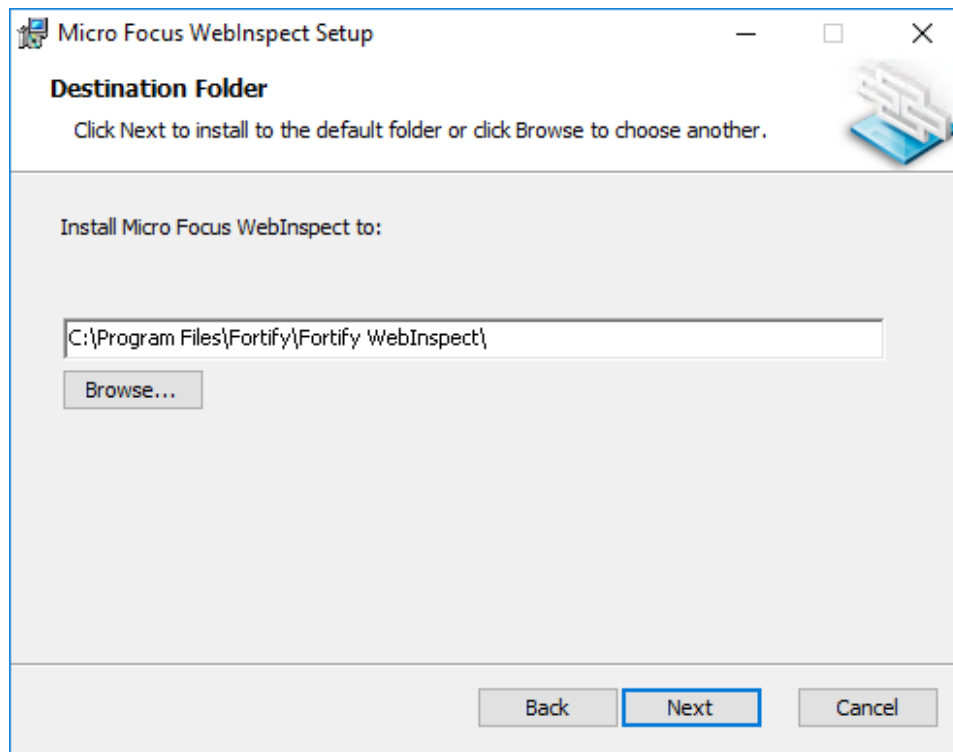 Micro Focus WebInspect Setup
Destination Folder
Click Next to install to the default folder or click Browse to choose another.
Install Micro Focus WebInspect to:
C:\Program Files\Fortify\Fortify WebInspect\
Browse...
Back
Next
Cancel